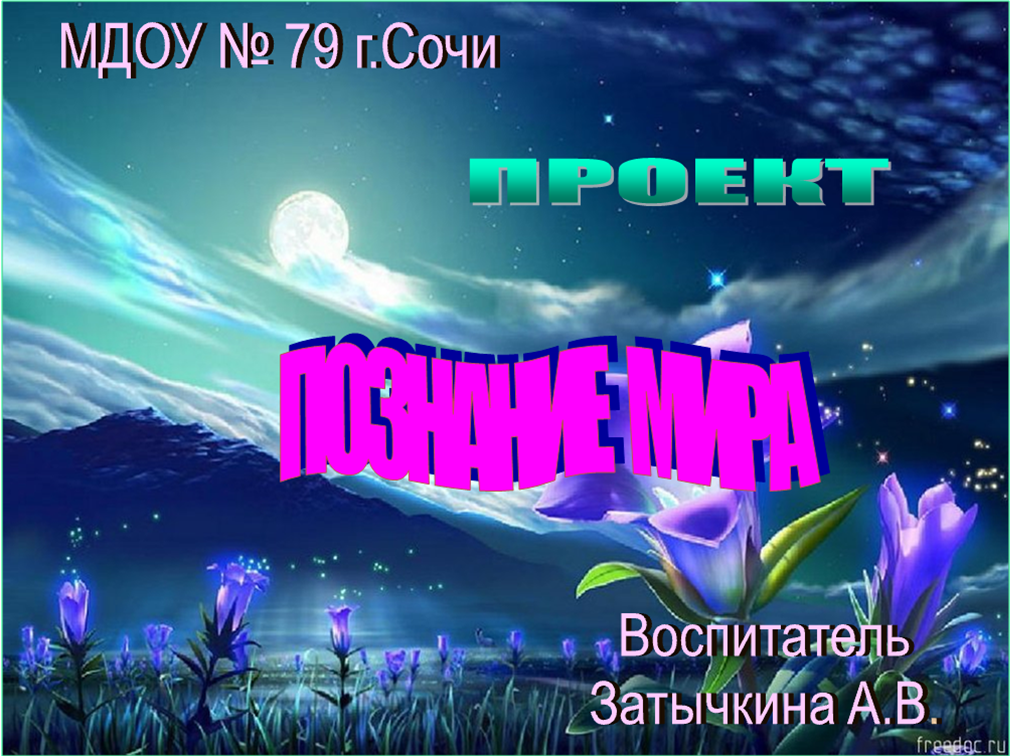 МДОУ № 79 г.Сочи
ПРОЕКТ
ПОЗНАНИЕ МИРА
Воспитатель
Затычкина А.В.
freedoc.ru